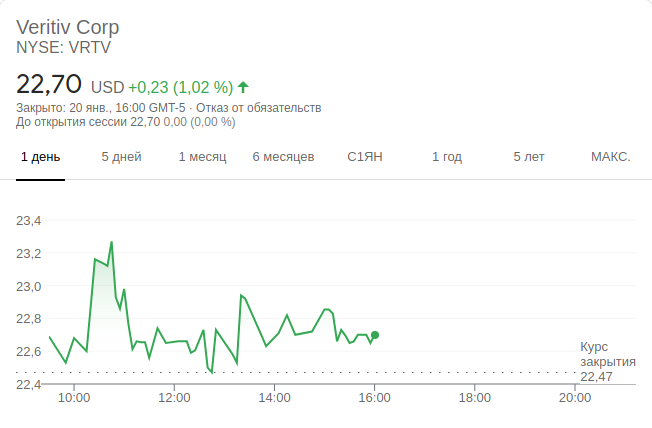 Veritiv Corp
NYSE: VRTV
22,70 USD +0,23 (1,02 %)
Закрыто: 20 янв., 16:00 GMT-5 · Отказ от обязательств
До открытия сессии 22,70 0,00 (0,00 %)
1 день 5 дней 1 месяц 6 месяцев С1ЯН 1 год 5 лет МАКС.
23,4
23,2
23,0
22,8
22,6
22,4
Курс
закрытия
22,47
10:00 12:00 14:00 16:00 18:00 20:00